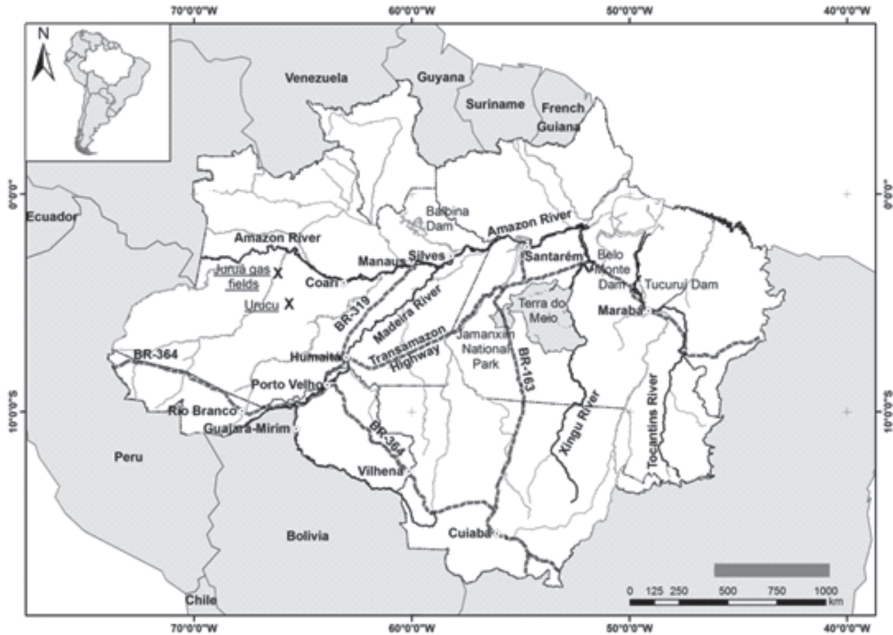 70°0'0"W
60°0'0"W
50°0'0"W
40°0'0"W
N
Venezuela
Guyana
Suriname
French
Guiana
0°0'0"
0°0'0"
Ecuador
Balbina
Dam
Amazon River
Amazon River
Manaus
Silves
Santarém
Belo
Monte
Dam
Juruá gas
fields
Coari
Tucuruí Dam
Urucu
Terra do
Meio
Marabá
BR-319
Madeira River
Transamazon
Highway
Jamanxim
National
Park
BR-163
BR-364
Humaitá
Porto Velho
Rio Branco
10°0'0"S
10°0'0"S
Guajará-Mirim
BR-364
Xingu River
Tocantins River
Peru
Vilhena
Cuiabá
Bolivia
Chile
0 125 250 500 750 1000
km
70°0'0"W
60°0'0"W
50°0'0"W
40°0'0"W